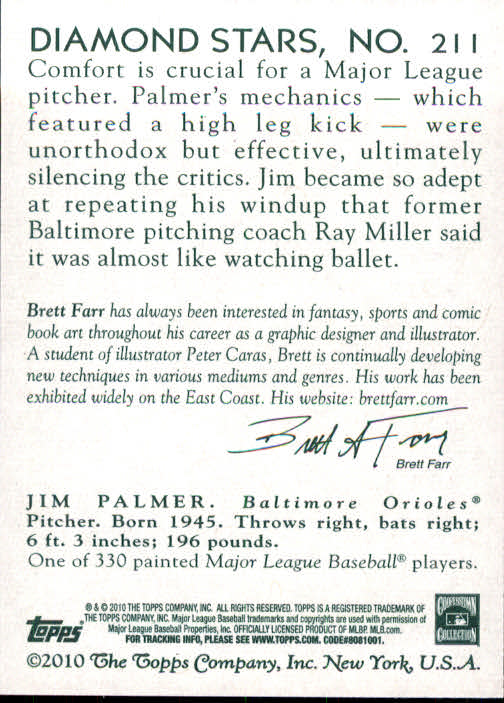 DIAMOND STARS, NO. 211
Comfort is crucial for a Major League
pitcher. Palmer's mechanics — which
featured a high leg kick — were
unorthodox but effective, ultimately
silencing the critics. Jim became so adept
at repeating his windup that former
Baltimore pitching coach Ray Miller said
it was almost like watching ballet.
Brett Farr has always been interested in fantasy, sports and comic
book art throughout his career as a graphic designer and illustrator.
A student of illustrator Peter Caras, Brett is continually developing
new techniques in various mediums and genres. His work has been
exhibited widely on the East Coast. His website: brettfarr.com
Brett A Farr
Brett Farr
JIM PALMER. Baltimore Orioles®
Pitcher. Born 1945. Throws right, bats right;
6 ft. 3 inches; 196 pounds.
One of 330 painted Major League Baseball® players.
® & © 2010 THE TOPPS COMPANY, INC. ALL RIGHTS RESERVED. TOPPS IS A REGISTERED TRADEMARK OF
THE TOPPS COMPANY, INC. Major League Baseball trademarks and copyrights are used with permission of
Major League Baseball Properties, Inc. OFFICIALLY LICENSED PRODUCT OF MLBP. MLB.com.
FOR TRACKING INFO, PLEASE SEE WWW.TOPPS.COM. CODE#8081001.
Topps
COOPERSTOWN
COLLECTION
©2010 The Topps Company, Inc. New York, U.S.A.